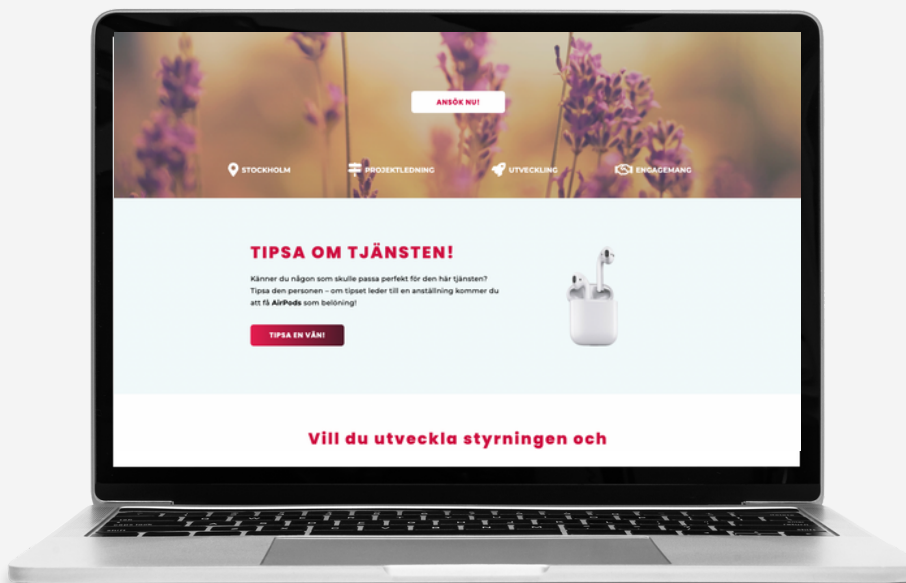 ANSÖK NU!
STOCKHOLM
PROJEKTLEDNING
UTVECKLING
ENGAGEMANG
TIPSA OM TJÄNSTEN!
Känner du någon som skulle passa perfekt för den här tjänsten?
Tipsa den personen – om tipset leder till en anställning kommer du
att få AirPods som belöning!
TIPSA EN VÄN!
Vill du utveckla styrningen och